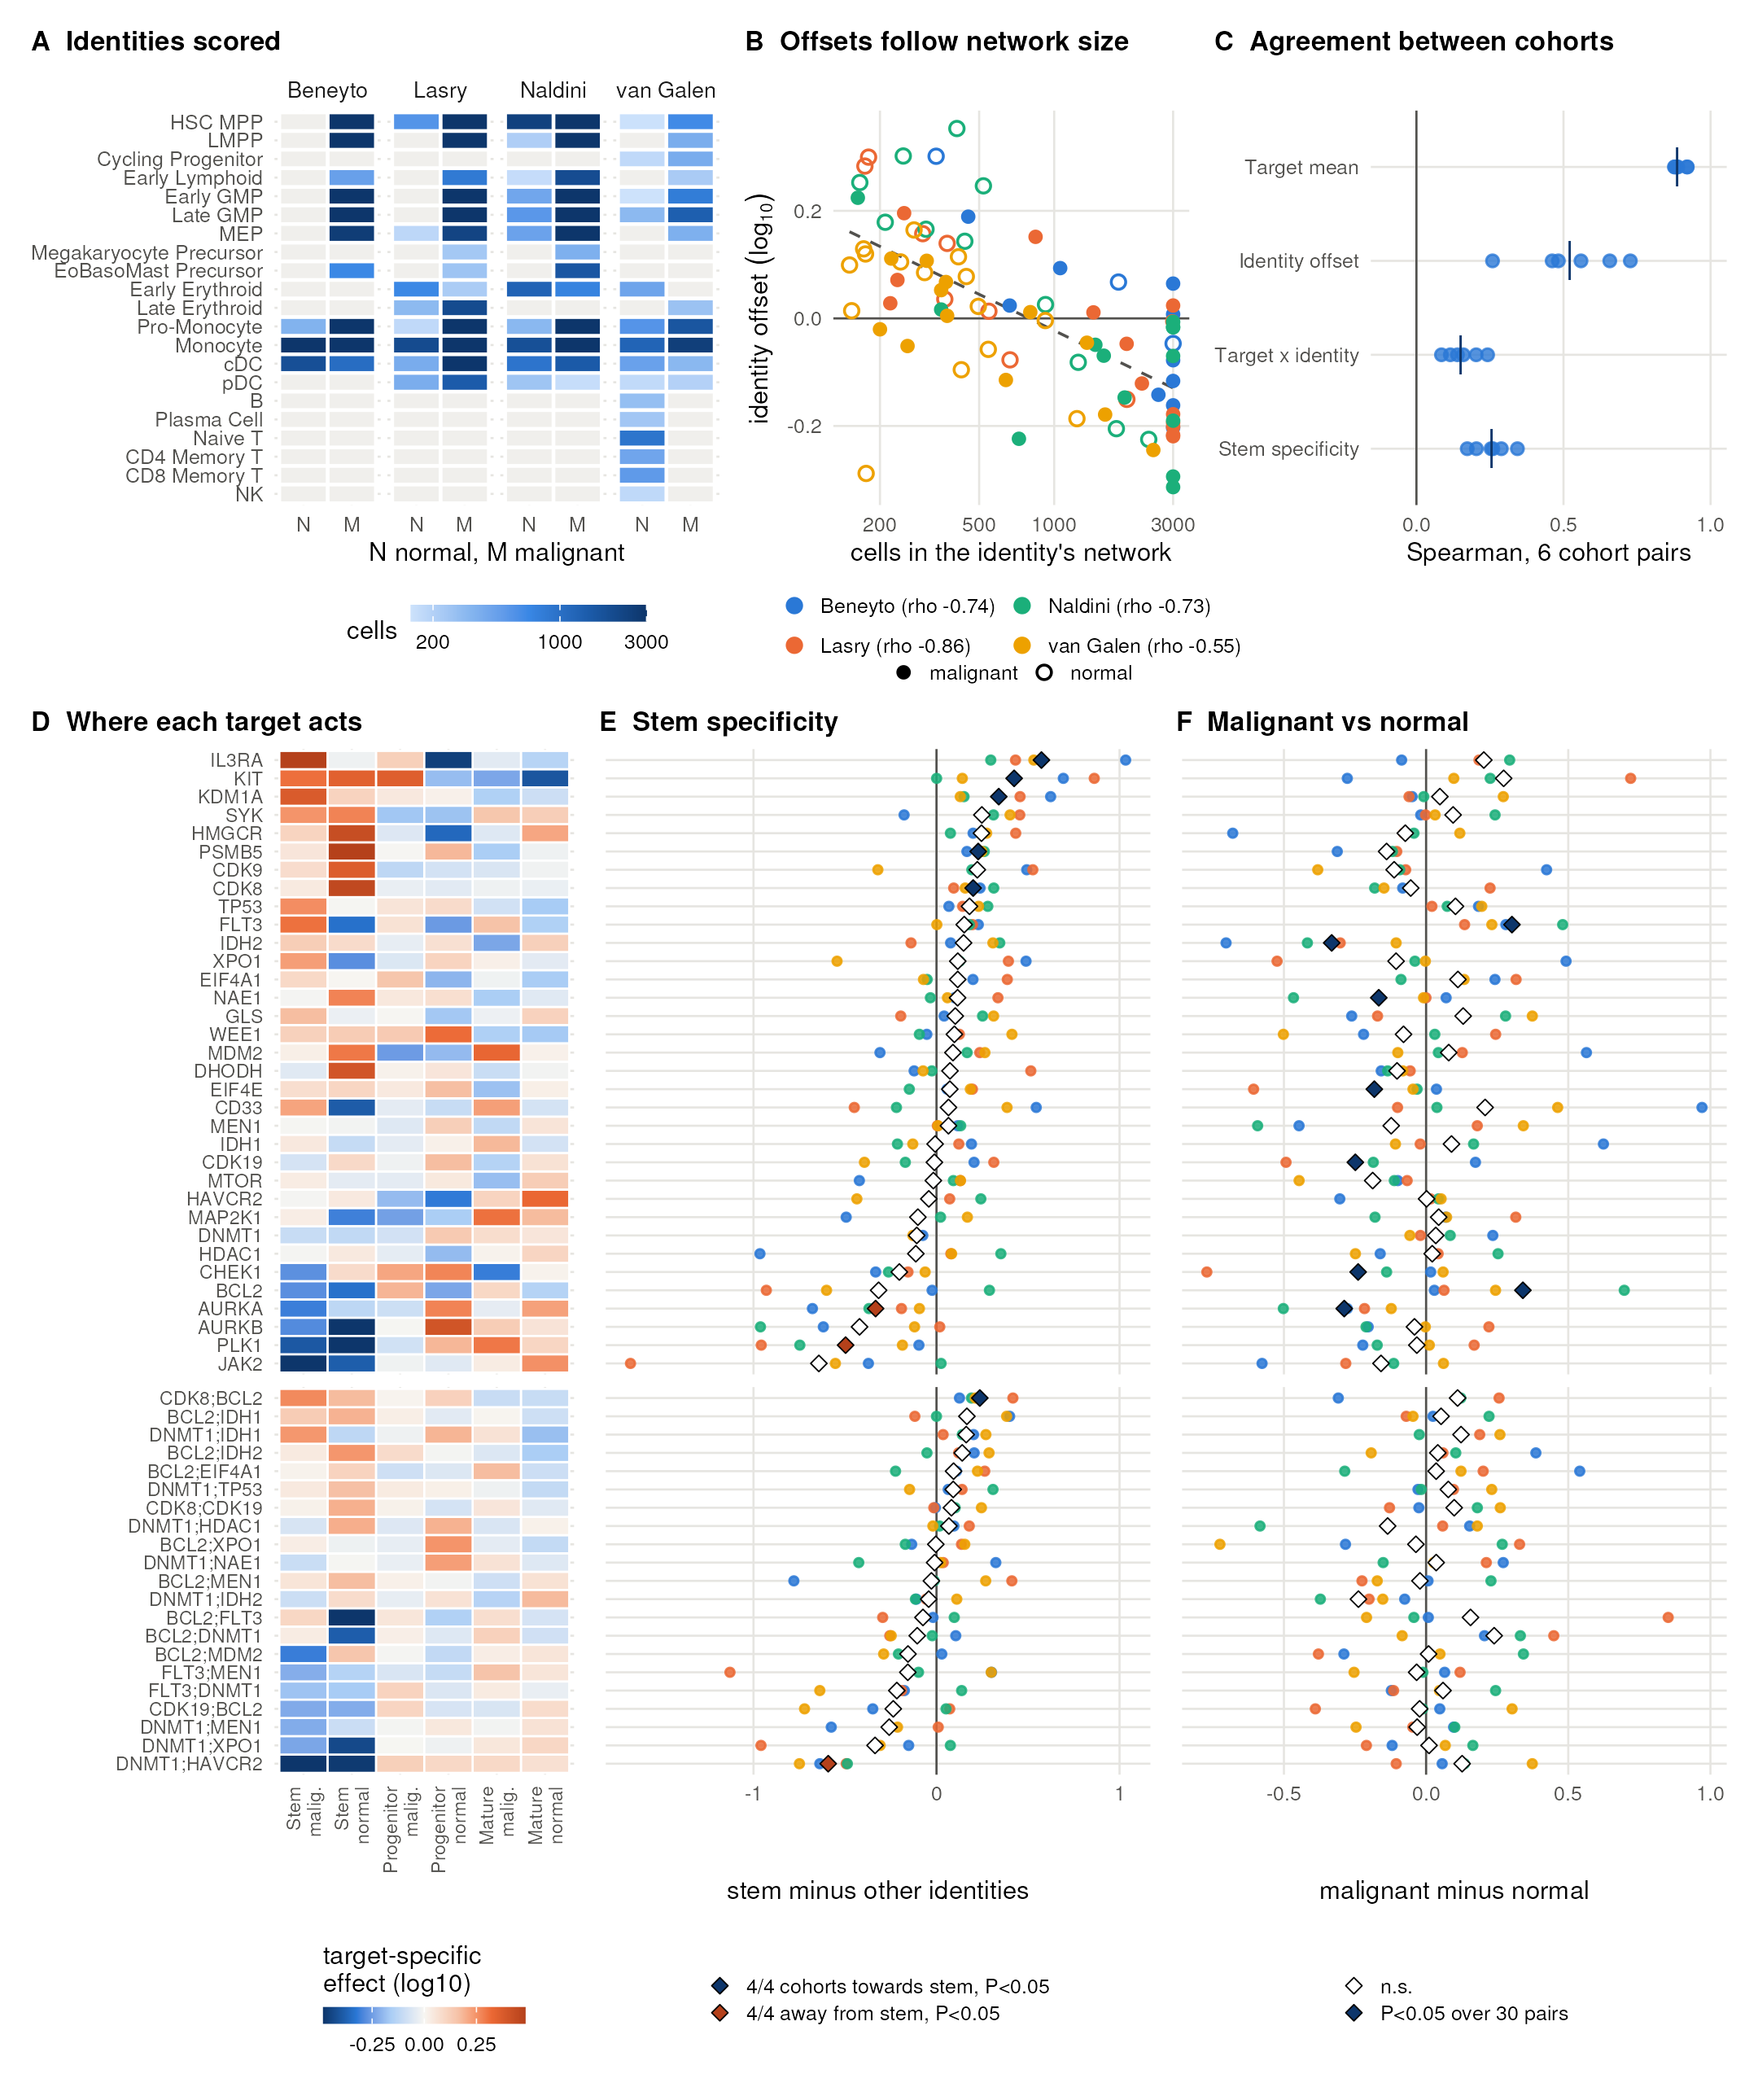 A Identities scored
Beneyto Lasry Naldini van Galen
HSC MPP
LMPP
Cycling Progenitor
Early Lymphoid
Early GMP
Late GMP
MEP
Megakaryocyte Precursor
EoBasoMast Precursor
Early Erythroid
Late Erythroid
Pro-Monocyte
Monocyte
cDC
pDC
B
Plasma Cell
Naive T
CD4 Memory T
CD8 Memory T
NK
N M N M N M N M
N normal, M malignant
cells
200 1000 3000
B Offsets follow network size
identity offset (log10)
0.2
0.0
-0.2
200 500 1000 3000
cells in the identity's network
Beneyto (rho -0.74) Naldini (rho -0.73)
Lasry (rho -0.86) van Galen (rho -0.55)
malignant normal
C Agreement between cohorts
Target mean
Identity offset
Target x identity
Stem specificity
0.0 0.5 1.0
Spearman, 6 cohort pairs
D Where each target acts
IL3RA
KIT
KDM1A
SYK
HMGCR
PSMB5
CDK9
CDK8
TP53
FLT3
IDH2
XPO1
EIF4A1
NAE1
GLS
WEE1
MDM2
DHODH
EIF4E
CD33
MEN1
IDH1
CDK19
MTOR
HAVCR2
MAP2K1
DNMT1
HDAC1
CHEK1
BCL2
AURKA
AURKB
PLK1
JAK2
CDK8;BCL2
BCL2;IDH1
DNMT1;IDH1
BCL2;IDH2
BCL2;EIF4A1
DNMT1;TP53
CDK8;CDK19
DNMT1;HDAC1
BCL2;XPO1
DNMT1;NAE1
BCL2;MEN1
DNMT1;IDH2
BCL2;FLT3
BCL2;DNMT1
BCL2;MDM2
FLT3;MEN1
FLT3;DNMT1
CDK19;BCL2
DNMT1;MEN1
DNMT1;XPO1
DNMT1;HAVCR2
Stem
malig.
Stem
normal
Progenitor
malig.
Progenitor
normal
Mature
malig.
Mature
normal
target-specific
effect (log10)
-0.25 0.00 0.25
E Stem specificity
-1 0 1
stem minus other identities
4/4 cohorts towards stem, P<0.05
4/4 away from stem, P<0.05
F Malignant vs normal
-0.5 0.0 0.5 1.0
malignant minus normal
n.s.
P<0.05 over 30 pairs